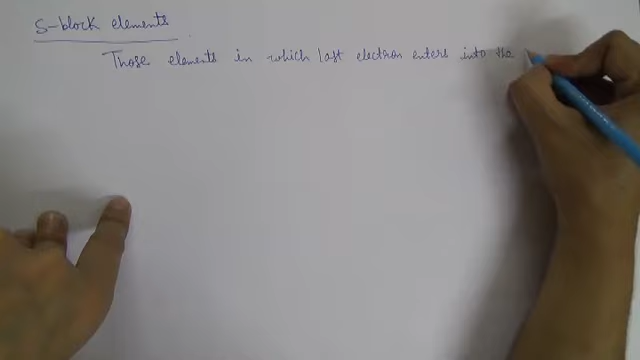 S-block elements
Those elements in which last electron enters into the